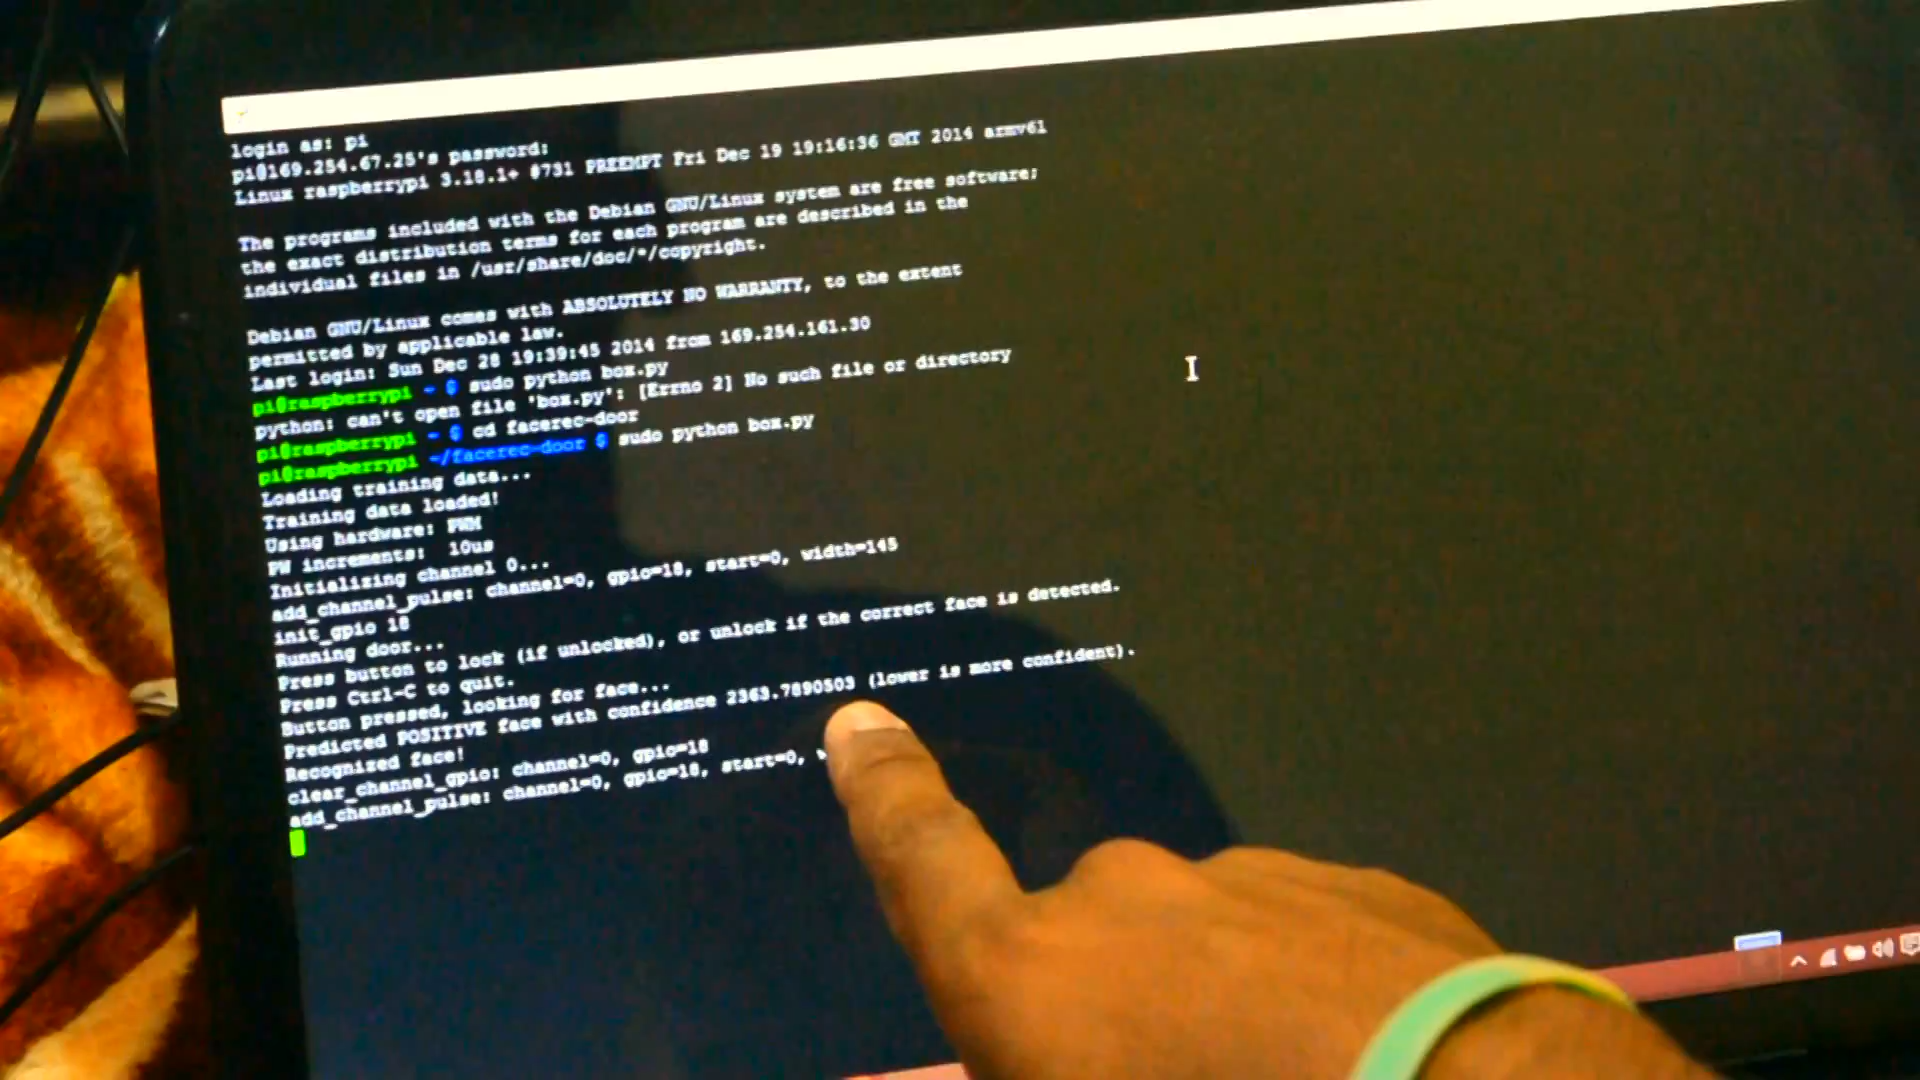 login as: pi
pi@169.254.67.25's password:
Linux raspberrypi 3.18.1+ #731 PREEMPT Fri Dec 19 19:16:36 GMT 2014 armv6l
The programs included with the Debian GNU/Linux system are free software;
the exact distribution terms for each program are described in the
individual files in /usr/share/doc/*/copyright.
Debian GNU/Linux comes with ABSOLUTELY NO WARRANTY, to the extent
permitted by applicable law.
Last login: Sun Dec 28 19:39:45 2014 from 169.254.161.30
pi@raspberrypi ~ $ sudo python box.py
python: can't open file 'box.py': [Errno 2] No such file or directory
pi@raspberrypi ~ $ cd facerec-door
pi@raspberrypi ~/facerec-door $ sudo python box.py
Loading training data...
Training data loaded!
Using hardware: PWM
PW increments:  10us
Initializing channel 0...
add_channel_pulse: channel=0, gpio=18, start=0, width=145
init_gpio 18
Running door...
Press button to lock (if unlocked), or unlock if the correct face is detected.
Press Ctrl-C to quit.
Button pressed, looking for face...
Predicted POSITIVE face with confidence 2363.7890503 (lower is more confident).
Recognized face!
clear_channel_gpio: channel=0, gpio=18
add_channel_pulse: channel=0, gpio=18, start=0,